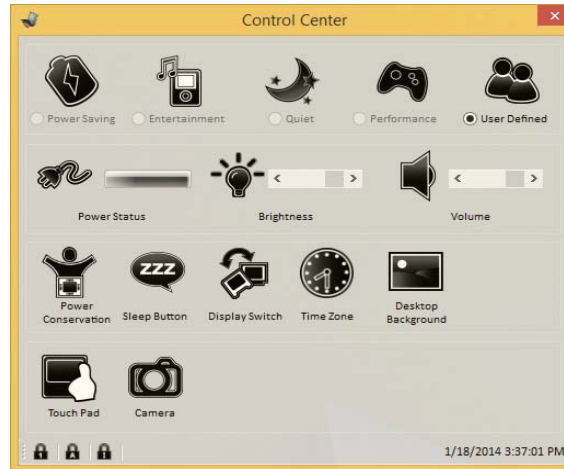 Control Center
Power Saving
Entertainment
Quiet
Performance
User Defined
Power Status
Brightness
Volume
ZZZ
Power
Conservation
Sleep Button
Display Switch
Time Zone
Desktop
Background
Touch Pad
Camera
1/18/2014 3:37:01 PM